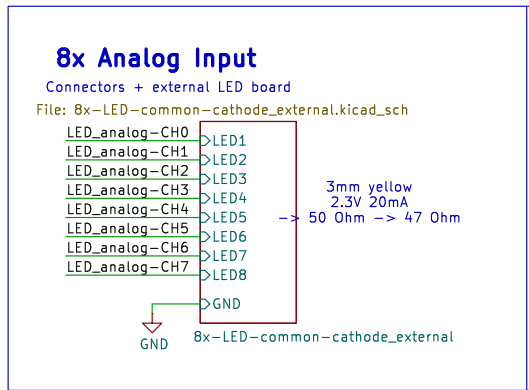 8x Analog Input
Connectors + external LED board
File: 8x-LED-common-cathode_external.kicad_sch
LED_analog-CH0
LED1
LED_analog-CH1
LED2
LED_analog-CH2
LED3
LED_analog-CH3
LED4
LED_analog-CH4
LED5
LED_analog-CH5
LED6
LED_analog-CH6
LED7
LED_analog-CH7
LED8
GND
3mm yellow
2.3V 20mA
-> 50 Ohm -> 47 Ohm
GND
8x-LED-common-cathode_external